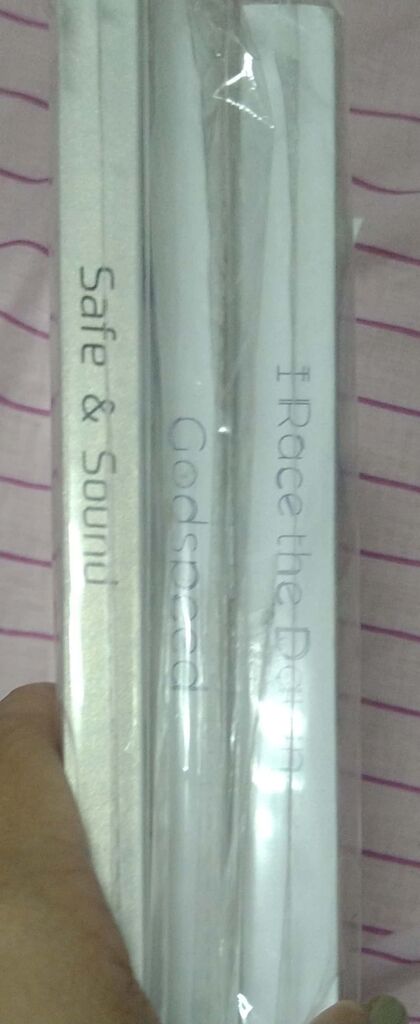 Safe & Sound
Godspeed
I Race the Dawn